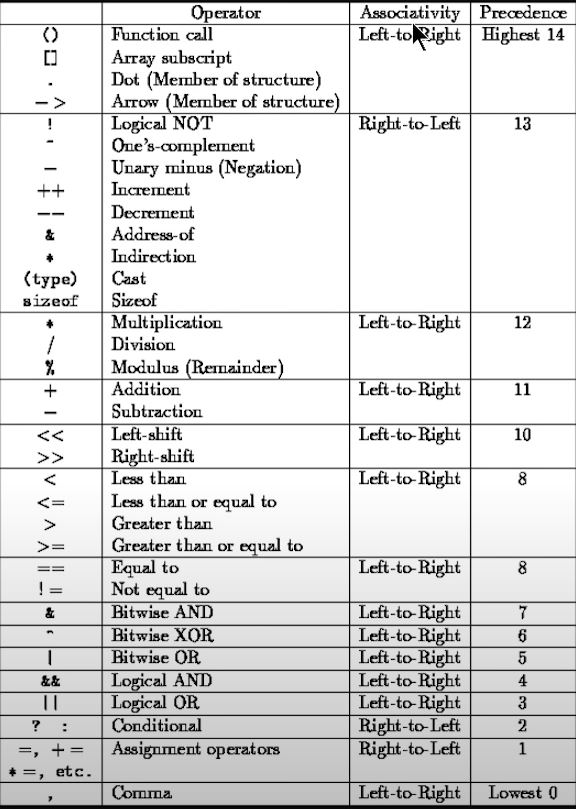 Operator Associativity Precedence
() Function call Left-to-Right Highest 14
[] Array subscript
. Dot (Member of structure)
-> Arrow (Member of structure)
! Logical NOT Right-to-Left 13
~ One's-complement
− Unary minus (Negation)
++ Increment
−− Decrement
& Address-of
* Indirection
(type) Cast
sizeof Sizeof
* Multiplication Left-to-Right 12
/ Division
% Modulus (Remainder)
+ Addition Left-to-Right 11
− Subtraction
<< Left-shift Left-to-Right 10
>> Right-shift
< Less than Left-to-Right 8
<= Less than or equal to
> Greater than
>= Greater than or equal to
== Equal to Left-to-Right 8
!= Not equal to
& Bitwise AND Left-to-Right 7
^ Bitwise XOR Left-to-Right 6
| Bitwise OR Left-to-Right 5
&& Logical AND Left-to-Right 4
|| Logical OR Left-to-Right 3
? : Conditional Right-to-Left 2
=, += Assignment operators Right-to-Left 1
*=, etc.
, Comma Left-to-Right Lowest 0